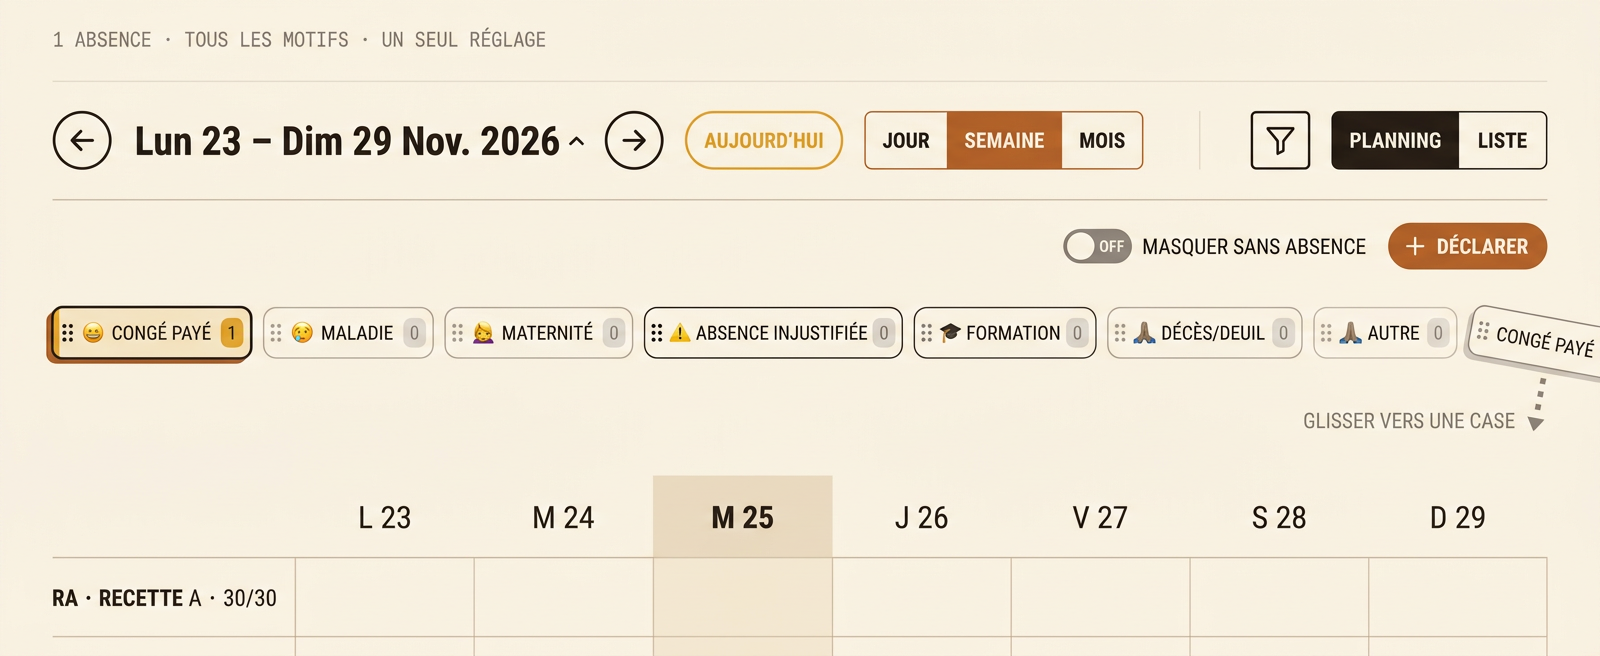 1 ABSENCE · TOUS LES MOTIFS · UN SEUL RÉGLAGE
Lun 23 – Dim 29 Nov. 2026
AUJOURD'HUI
JOUR SEMAINE MOIS
PLANNING LISTE
OFF MASQUER SANS ABSENCE
+ DÉCLARER
😀 CONGÉ PAYÉ 1
😢 MALADIE 0
🙋‍♀️ MATERNITÉ 0
⚠️ ABSENCE INJUSTIFIÉE 0
🎓 FORMATION 0
🙏🏽 DÉCÈS/DEUIL 0
🙏🏽 AUTRE 0
CONGÉ PAYÉ
GLISSER VERS UNE CASE
L 23 M 24 M 25 J 26 V 27 S 28 D 29
RA · RECETTE A · 30/30